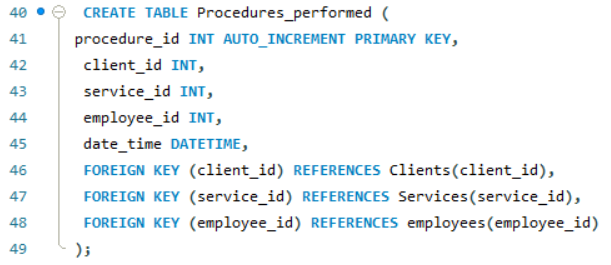 40 CREATE TABLE Procedures_performed (
41 procedure_id INT AUTO_INCREMENT PRIMARY KEY,
42 client_id INT,
43 service_id INT,
44 employee_id INT,
45 date_time DATETIME,
46 FOREIGN KEY (client_id) REFERENCES Clients(client_id),
47 FOREIGN KEY (service_id) REFERENCES Services(service_id),
48 FOREIGN KEY (employee_id) REFERENCES employees(employee_id)
49 );